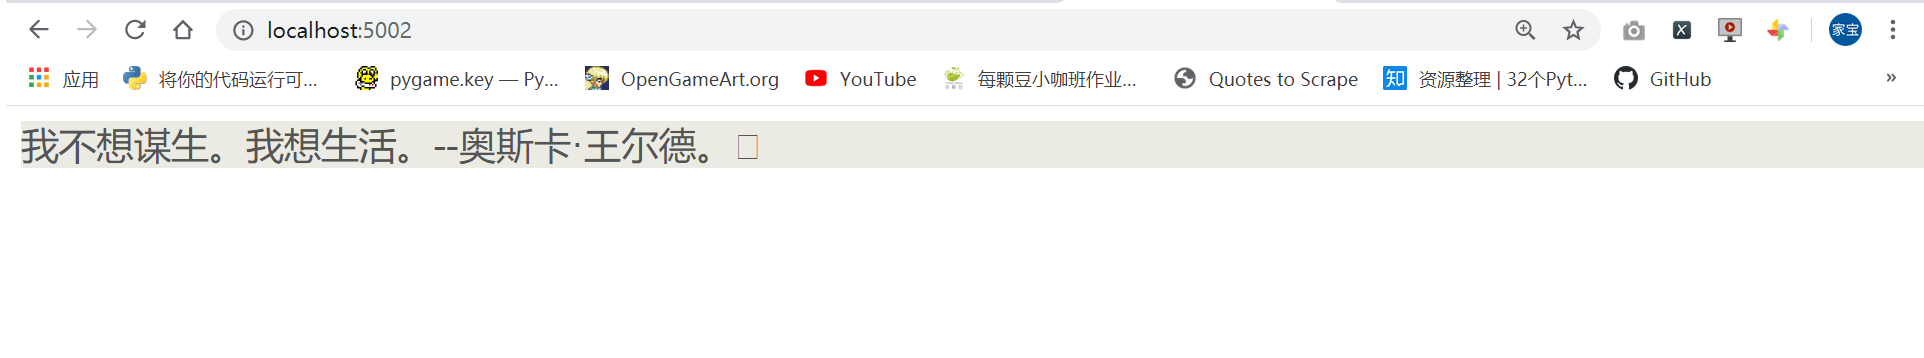 localhost:5002
家宝
应用 将你的代码运行可... pygame.key — Py... OpenGameArt.org YouTube 每颗豆小咖班作业... Quotes to Scrape 知 资源整理 | 32个Pyt... GitHub »
我不想谋生。我想生活。--奥斯卡·王尔德。